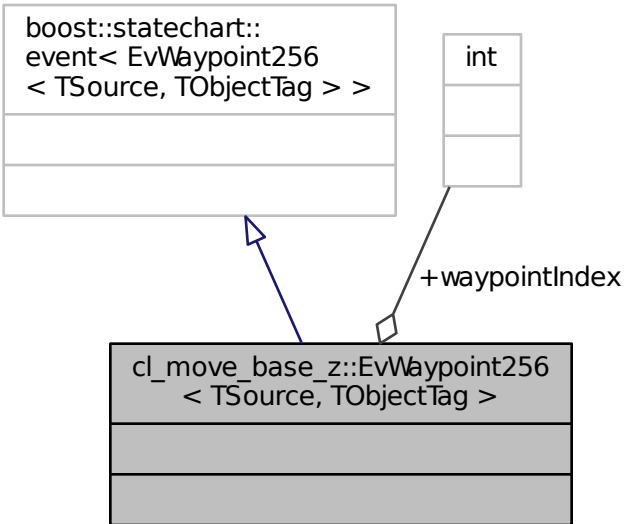 boost::statechart::
event< EvWaypoint256
< TSource, TObjectTag > >
int
+waypointIndex
cl_move_base_z::EvWaypoint256
< TSource, TObjectTag >